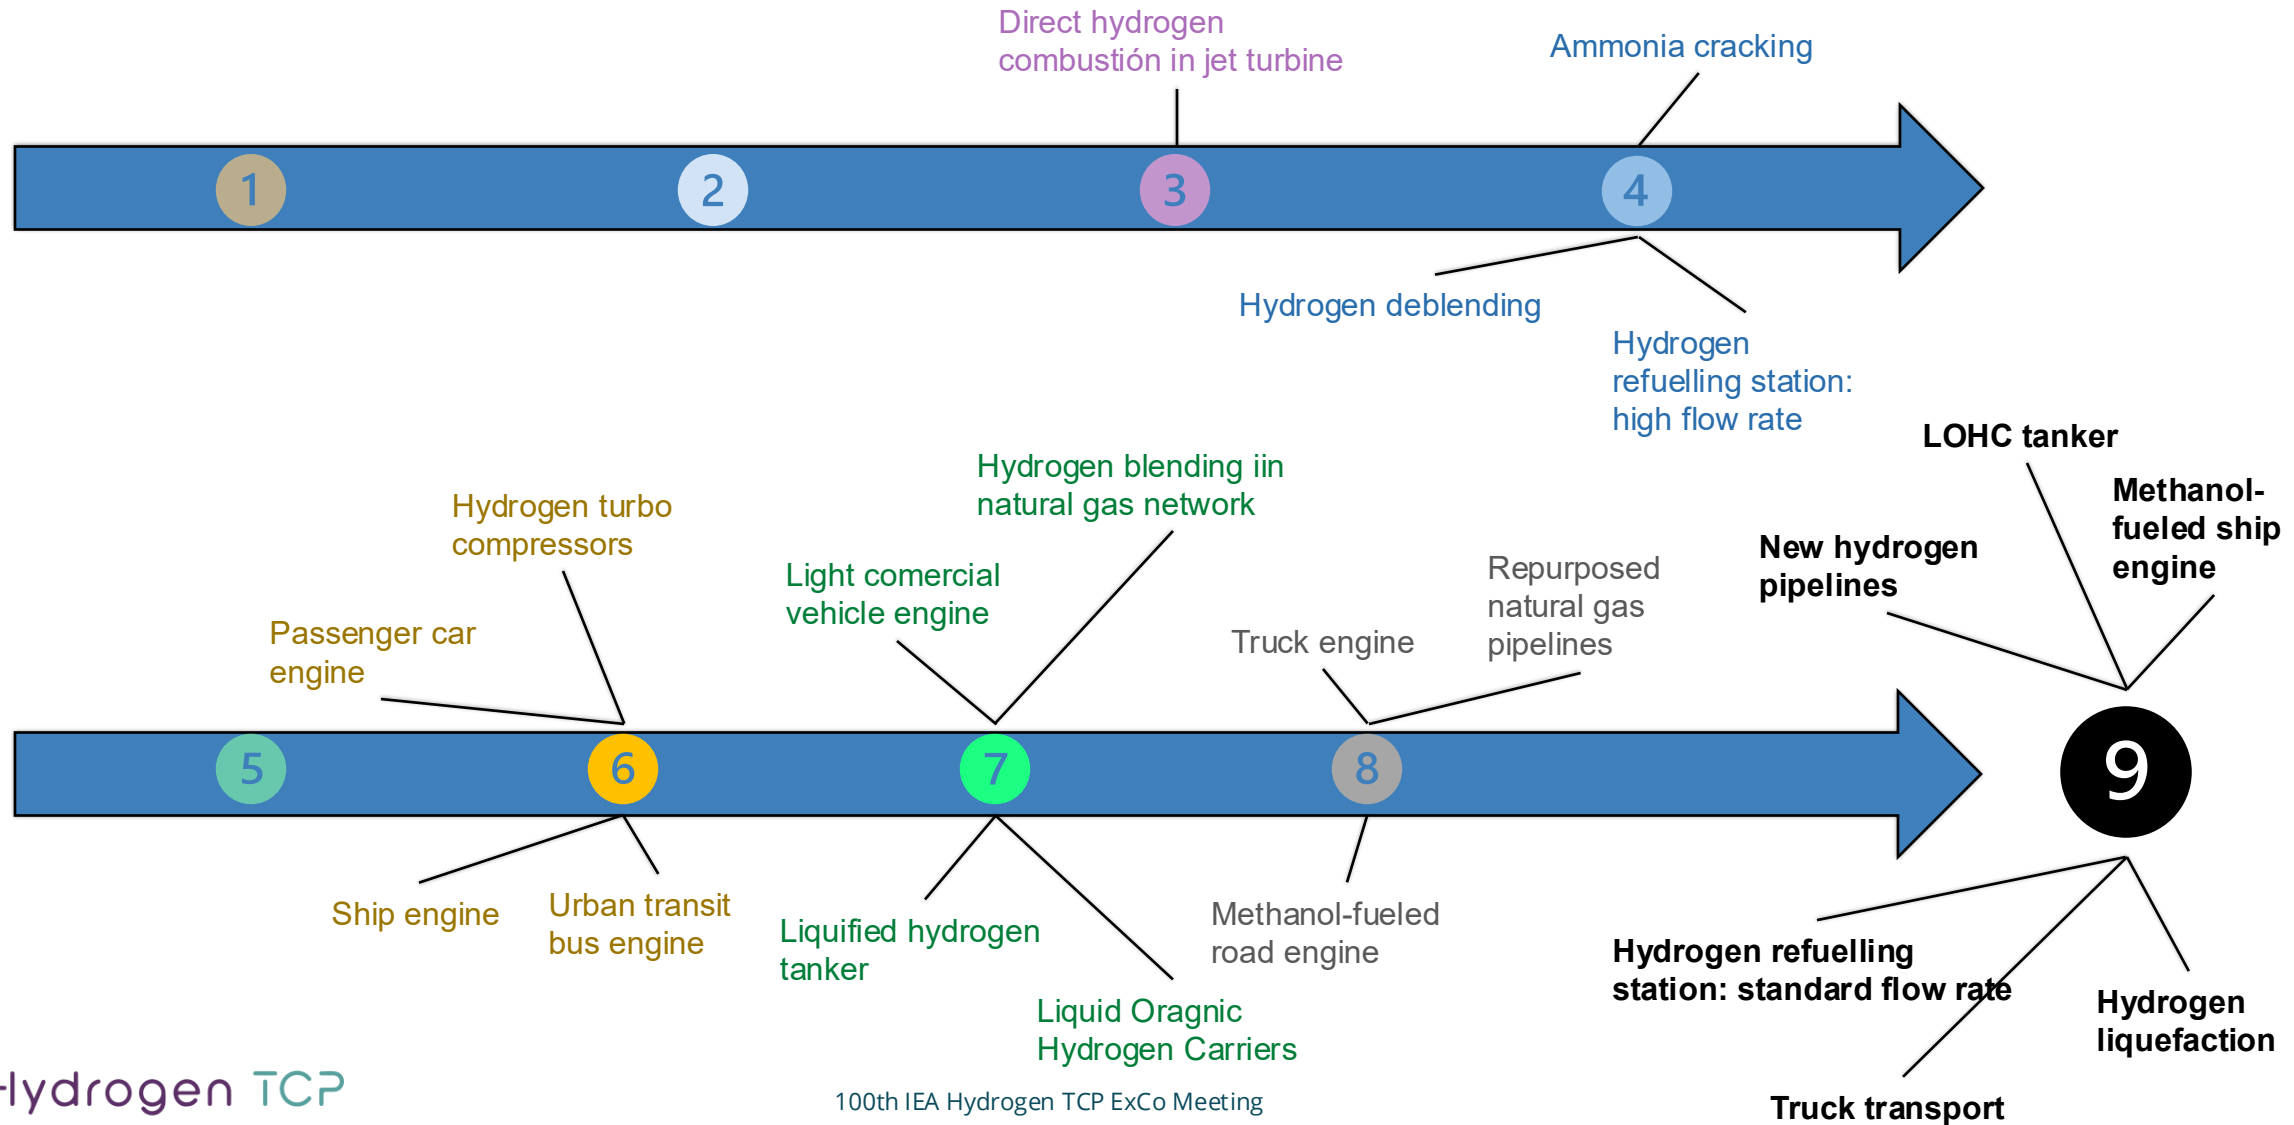 Direct hydrogen
combustión in jet turbine
Ammonia cracking
1
2
3
4
Hydrogen deblending
Hydrogen
refuelling station:
high flow rate
LOHC tanker
Hydrogen blending iin
natural gas network
Methanol-
fueled ship
engine
Hydrogen turbo
compressors
New hydrogen
pipelines
Light comercial
vehicle engine
Repurposed
natural gas
pipelines
Passenger car
engine
Truck engine
5
6
7
8
9
Ship engine
Urban transit
bus engine
Liquified hydrogen
tanker
Methanol-fueled
road engine
Hydrogen refuelling
station: standard flow rate
Liquid Oragnic
Hydrogen Carriers
Hydrogen
liquefaction
Truck transport
Hydrogen TCP
100th IEA Hydrogen TCP ExCo Meeting